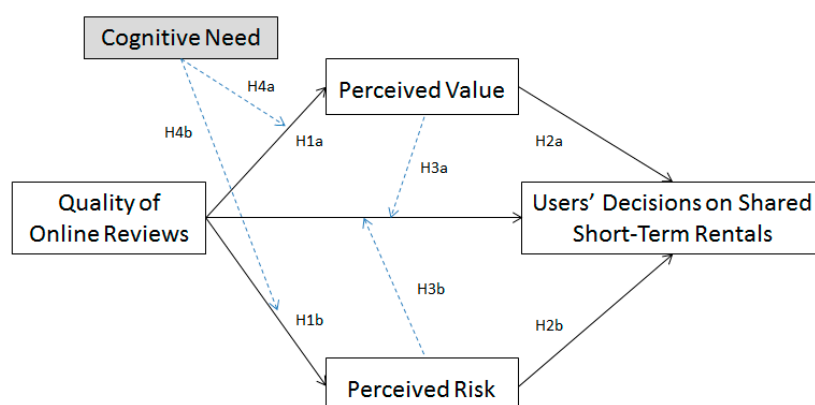 Cognitive Need
H4a
Perceived Value
H4b
H1a
H2a
H3a
Quality of
Online Reviews
Users' Decisions on Shared
Short-Term Rentals
H3b
H1b
H2b
Perceived Risk